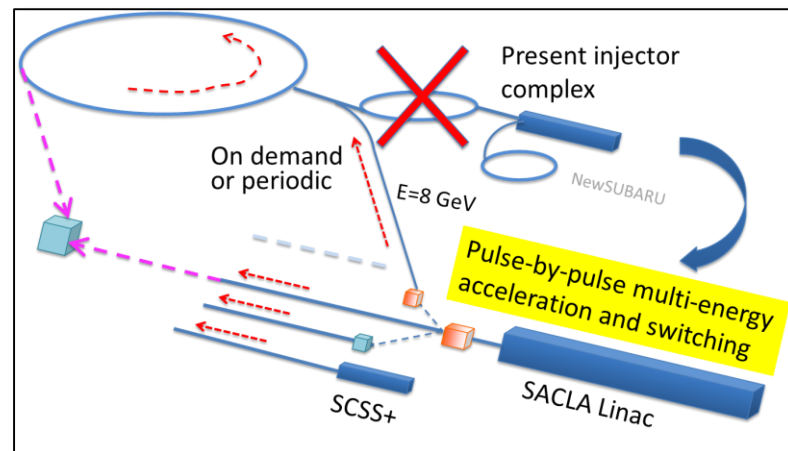 Present injector
complex
On demand
or periodic
E=8 GeV
NewSUBARU
Pulse-by-pulse multi-energy
acceleration and switching
SACLA Linac
SCSS+